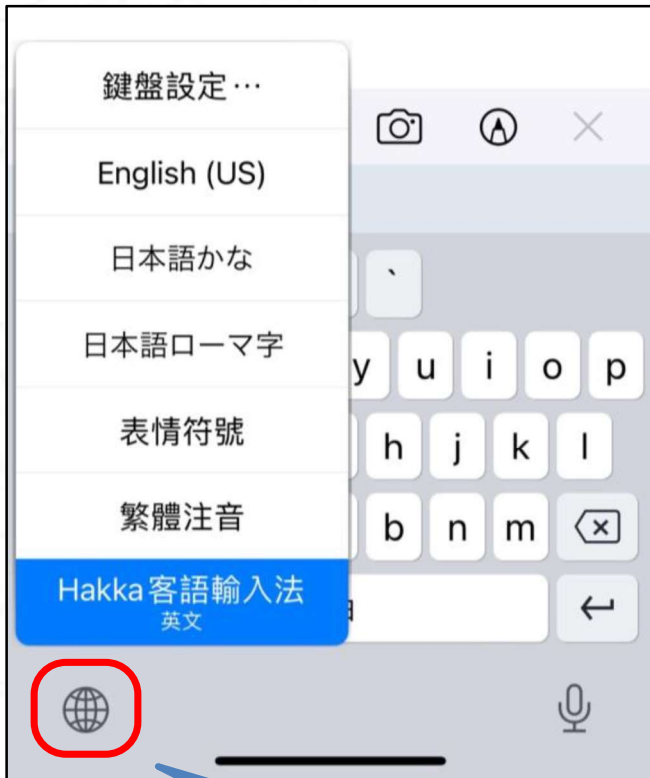 鍵盤設定…
English (US)
日本語かな
日本語ローマ字
表情符號
繁體注音
Hakka客語輸入法
英文
`
y u i o p
h j k l
b n m